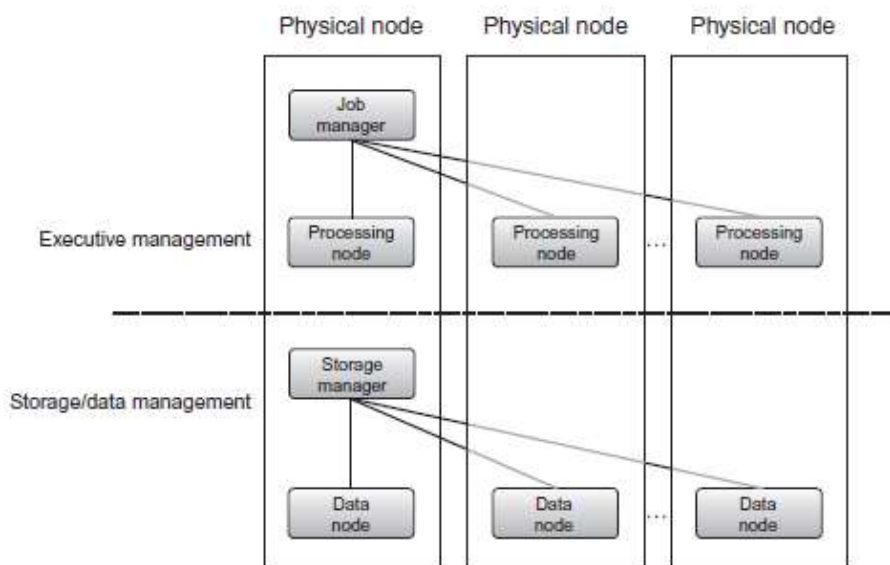 Physical node
Physical node
Physical node
Job
manager
Executive management
Processing
node
Processing
node
...
Processing
node
Storage
manager
Storage/data management
Data
node
Data
node
...
Data
node